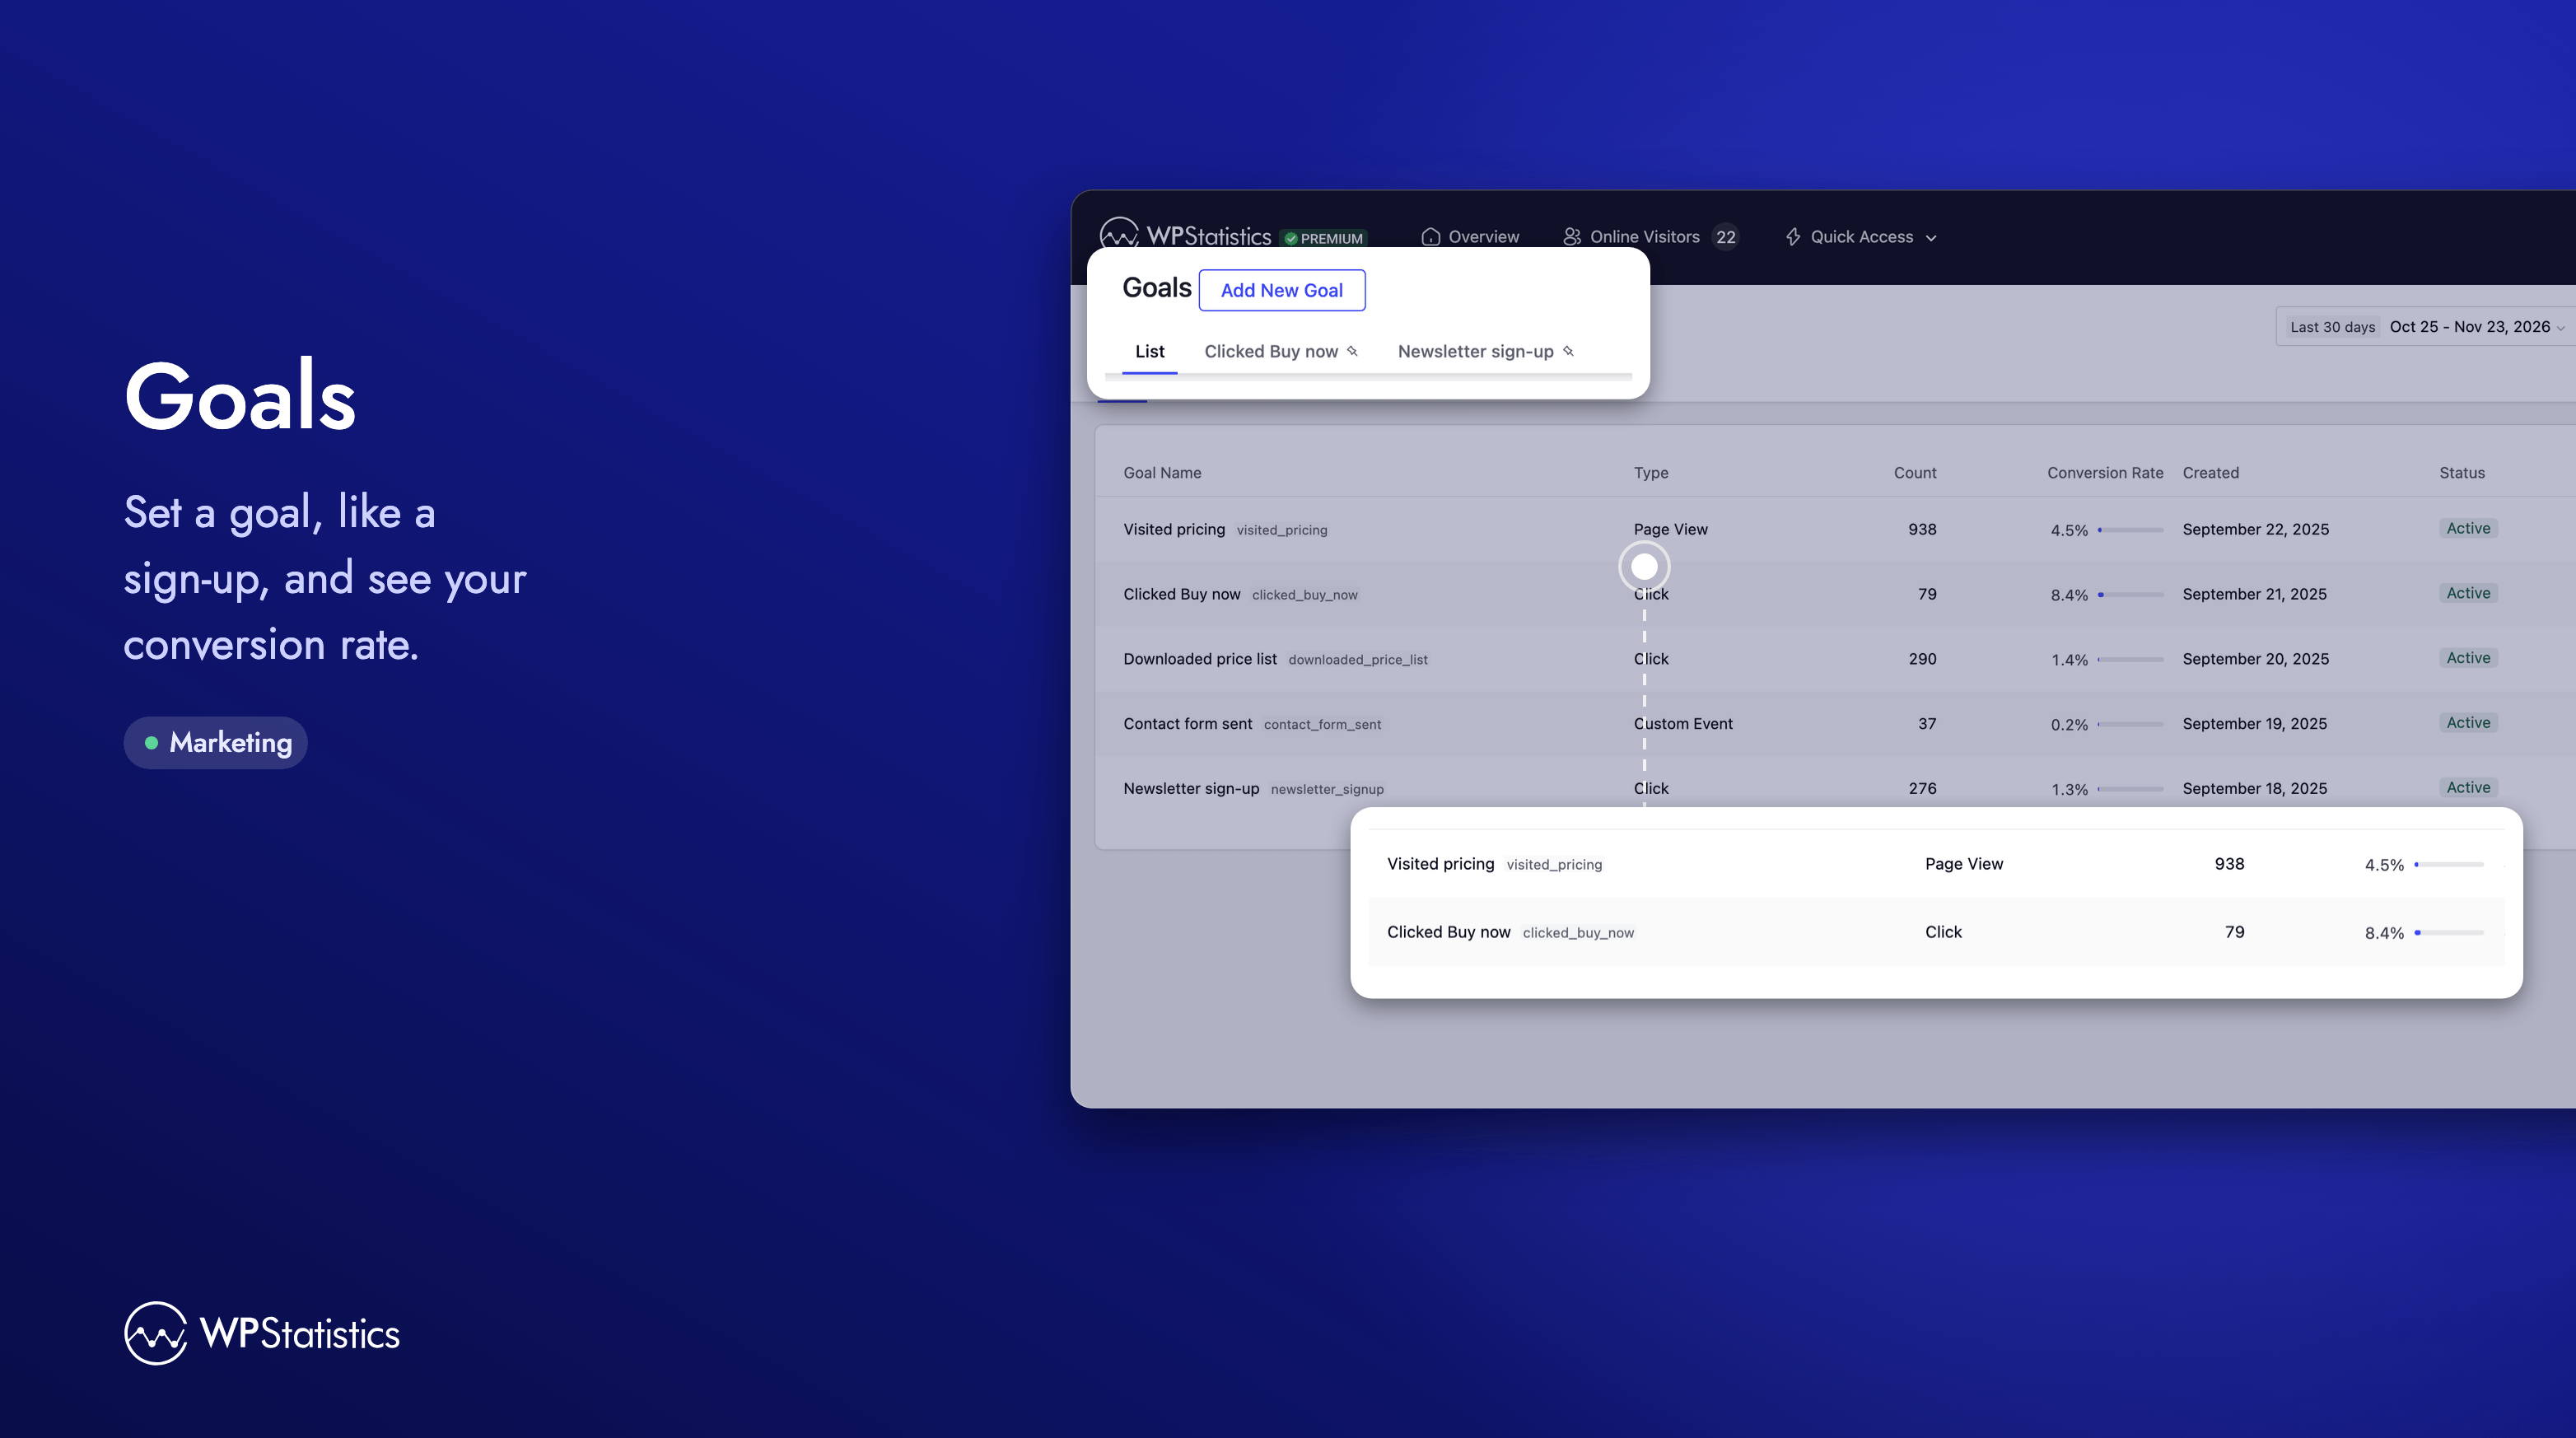 Goals
Set a goal, like a
sign-up, and see your
conversion rate.
Marketing
WPStatistics
WPStatistics PREMIUM Overview Online Visitors 22 Quick Access
Goals Add New Goal
List Clicked Buy now Newsletter sign-up
Last 30 days Oct 25 - Nov 23, 2026
Goal Name Type Count Conversion Rate Created Status
Visited pricing visited_pricing Page View 938 4.5% September 22, 2025 Active
Clicked Buy now clicked_buy_now Click 79 8.4% September 21, 2025 Active
Downloaded price list downloaded_price_list Click 290 1.4% September 20, 2025 Active
Contact form sent contact_form_sent Custom Event 37 0.2% September 19, 2025 Active
Newsletter sign-up newsletter_signup Click 276 1.3% September 18, 2025 Active
Visited pricing visited_pricing Page View 938 4.5%
Clicked Buy now clicked_buy_now Click 79 8.4%